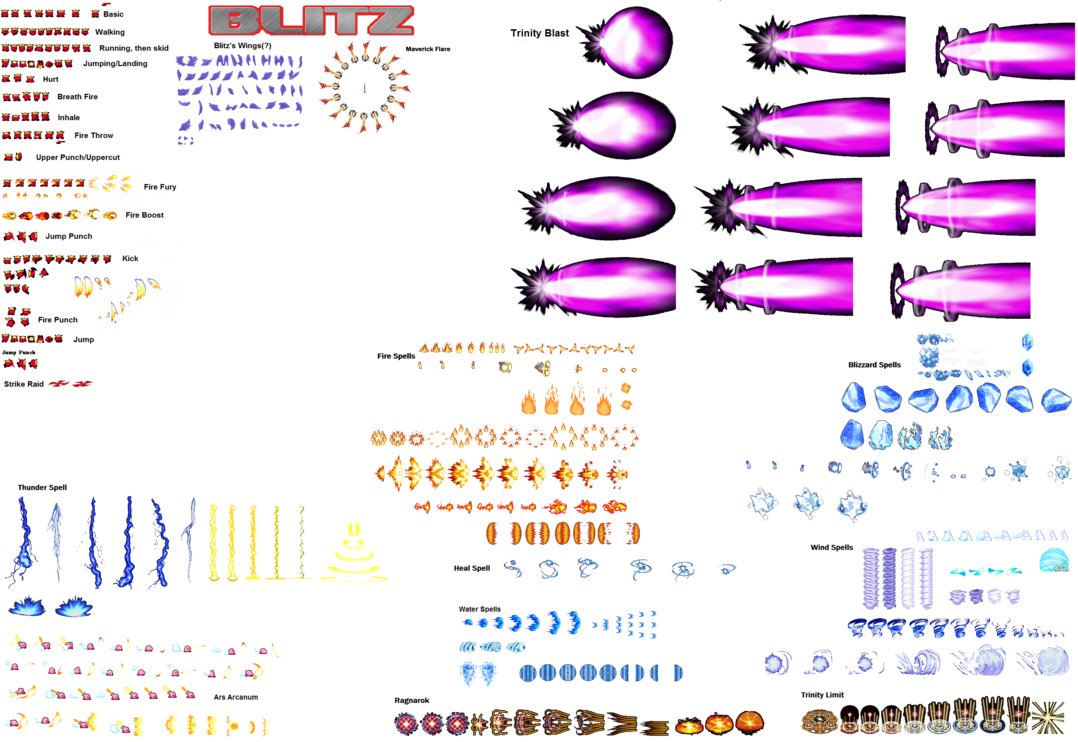 BLITZ
Basic
Walking
Running, then skid
Jumping/Landing
Hurt
Breath Fire
Inhale
Fire Throw
Upper Punch/Uppercut
Fire Fury
Fire Boost
Jump Punch
Kick
Fire Punch
Jump
Jump Punch
Strike Raid
Blitz's Wings(?)
Maverick Flare
Trinity Blast
Fire Spells
Blizzard Spells
Thunder Spell
Heal Spell
Wind Spells
Water Spells
Ars Arcanum
Ragnarok
Trinity Limit